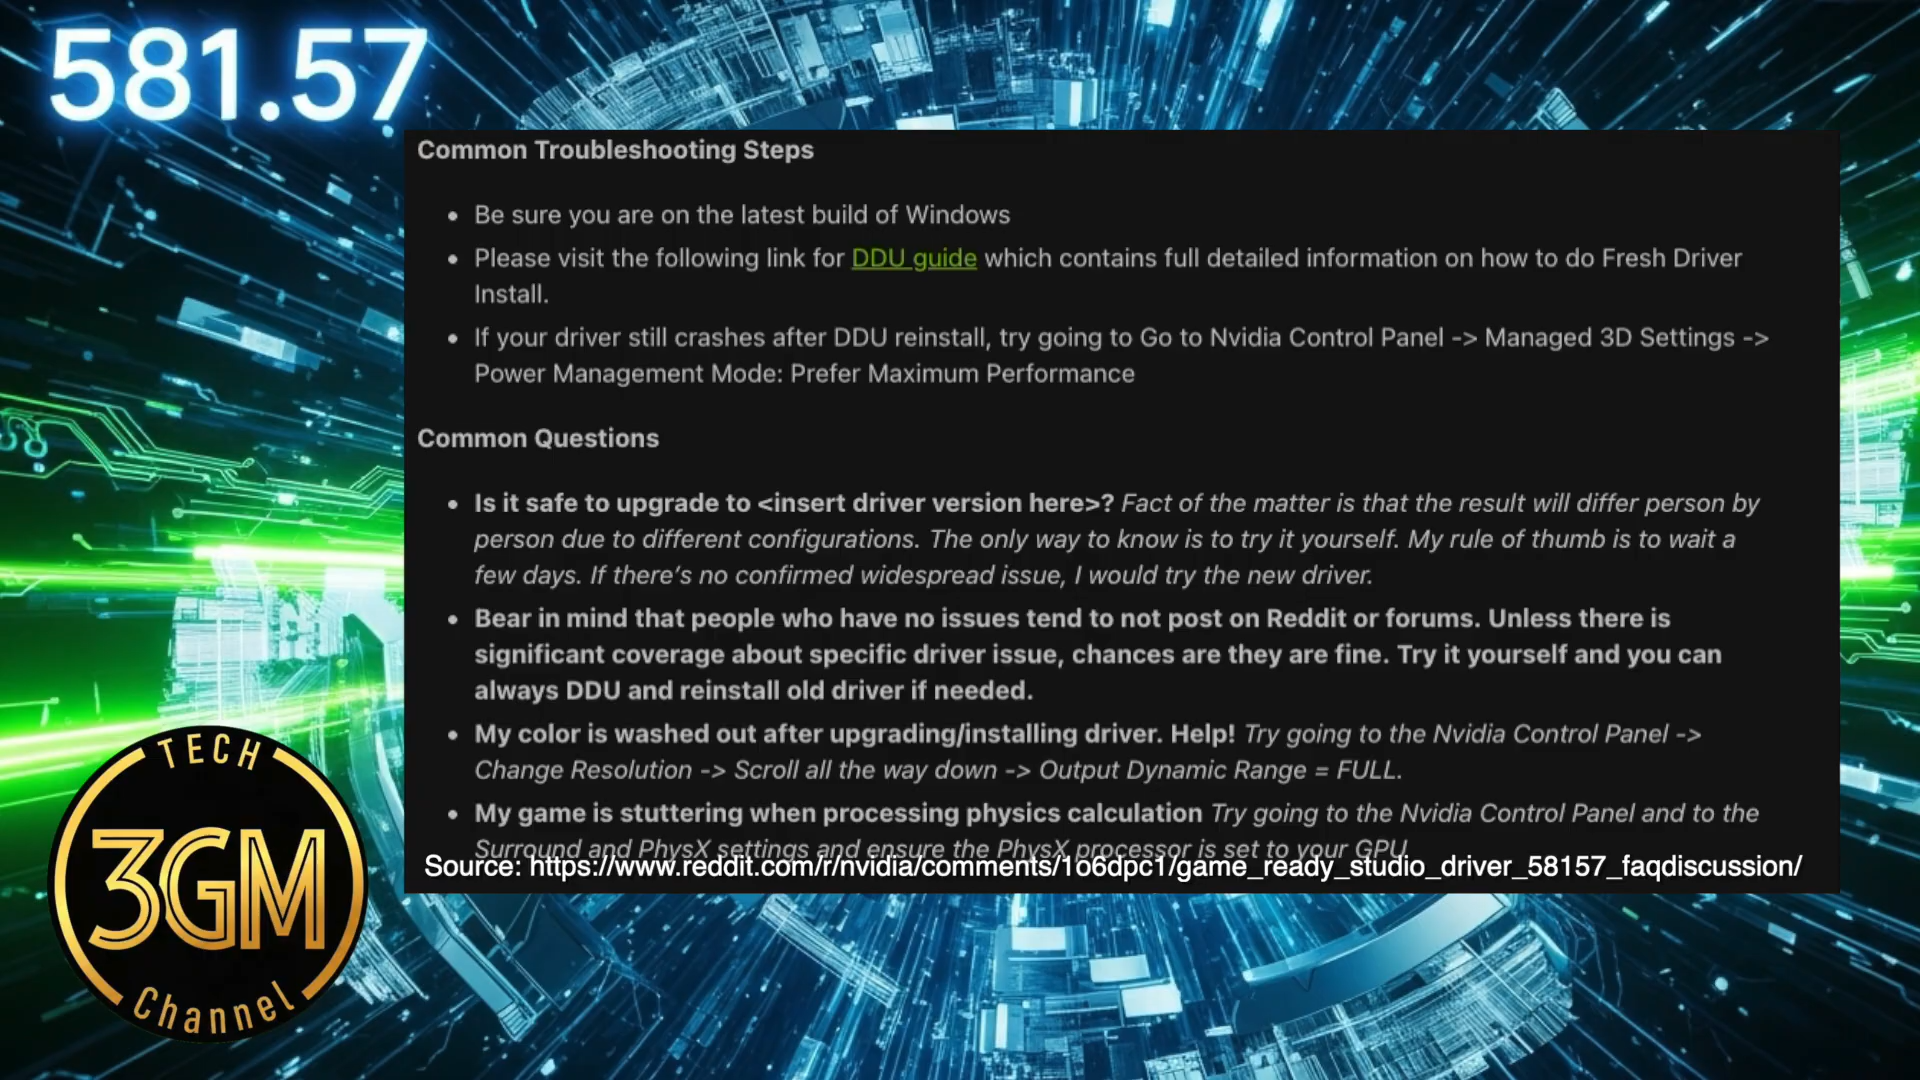 581.57
Common Troubleshooting Steps
• Be sure you are on the latest build of Windows
• Please visit the following link for DDU guide which contains full detailed information on how to do Fresh Driver
Install.
• If your driver still crashes after DDU reinstall, try going to Go to Nvidia Control Panel -> Managed 3D Settings ->
Power Management Mode: Prefer Maximum Performance
Common Questions
• Is it safe to upgrade to <insert driver version here>? Fact of the matter is that the result will differ person by
person due to different configurations. The only way to know is to try it yourself. My rule of thumb is to wait a
few days. If there’s no confirmed widespread issue, I would try the new driver.
• Bear in mind that people who have no issues tend to not post on Reddit or forums. Unless there is
significant coverage about specific driver issue, chances are they are fine. Try it yourself and you can
always DDU and reinstall old driver if needed.
• My color is washed out after upgrading/installing driver. Help! Try going to the Nvidia Control Panel ->
Change Resolution -> Scroll all the way down -> Output Dynamic Range = FULL.
• My game is stuttering when processing physics calculation Try going to the Nvidia Control Panel and to the
Surround and PhysX settings and ensure the PhysX processor is set to your GPU
Source: https://www.reddit.com/r/nvidia/comments/1o6dpc1/game_ready_studio_driver_58157_faqdiscussion/
TECH
3GM
Channel